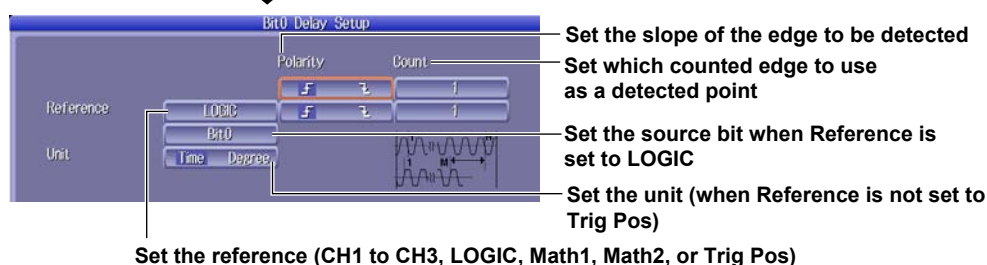 Bit0 Delay Setup
Set the slope of the edge to be detected
Polarity Count
Set which counted edge to use
as a detected point
1
Reference LOGIC 1
Bit0
Set the source bit when Reference is
set to LOGIC
Unit Time Degree
1 M
Set the unit (when Reference is not set to
Trig Pos)
Set the reference (CH1 to CH3, LOGIC, Math1, Math2, or Trig Pos)